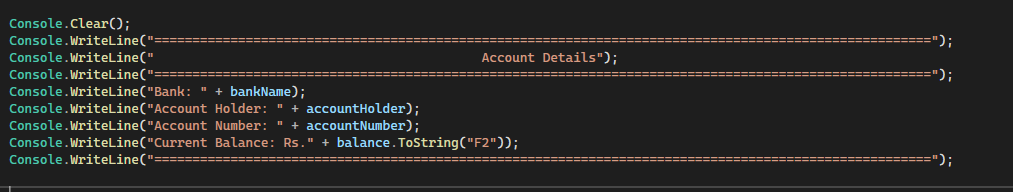 Console.Clear();
Console.WriteLine("======================================================================================================");
Console.WriteLine("                                           Account Details");
Console.WriteLine("======================================================================================================");
Console.WriteLine("Bank: " + bankName);
Console.WriteLine("Account Holder: " + accountHolder);
Console.WriteLine("Account Number: " + accountNumber);
Console.WriteLine("Current Balance: Rs." + balance.ToString("F2"));
Console.WriteLine("======================================================================================================");